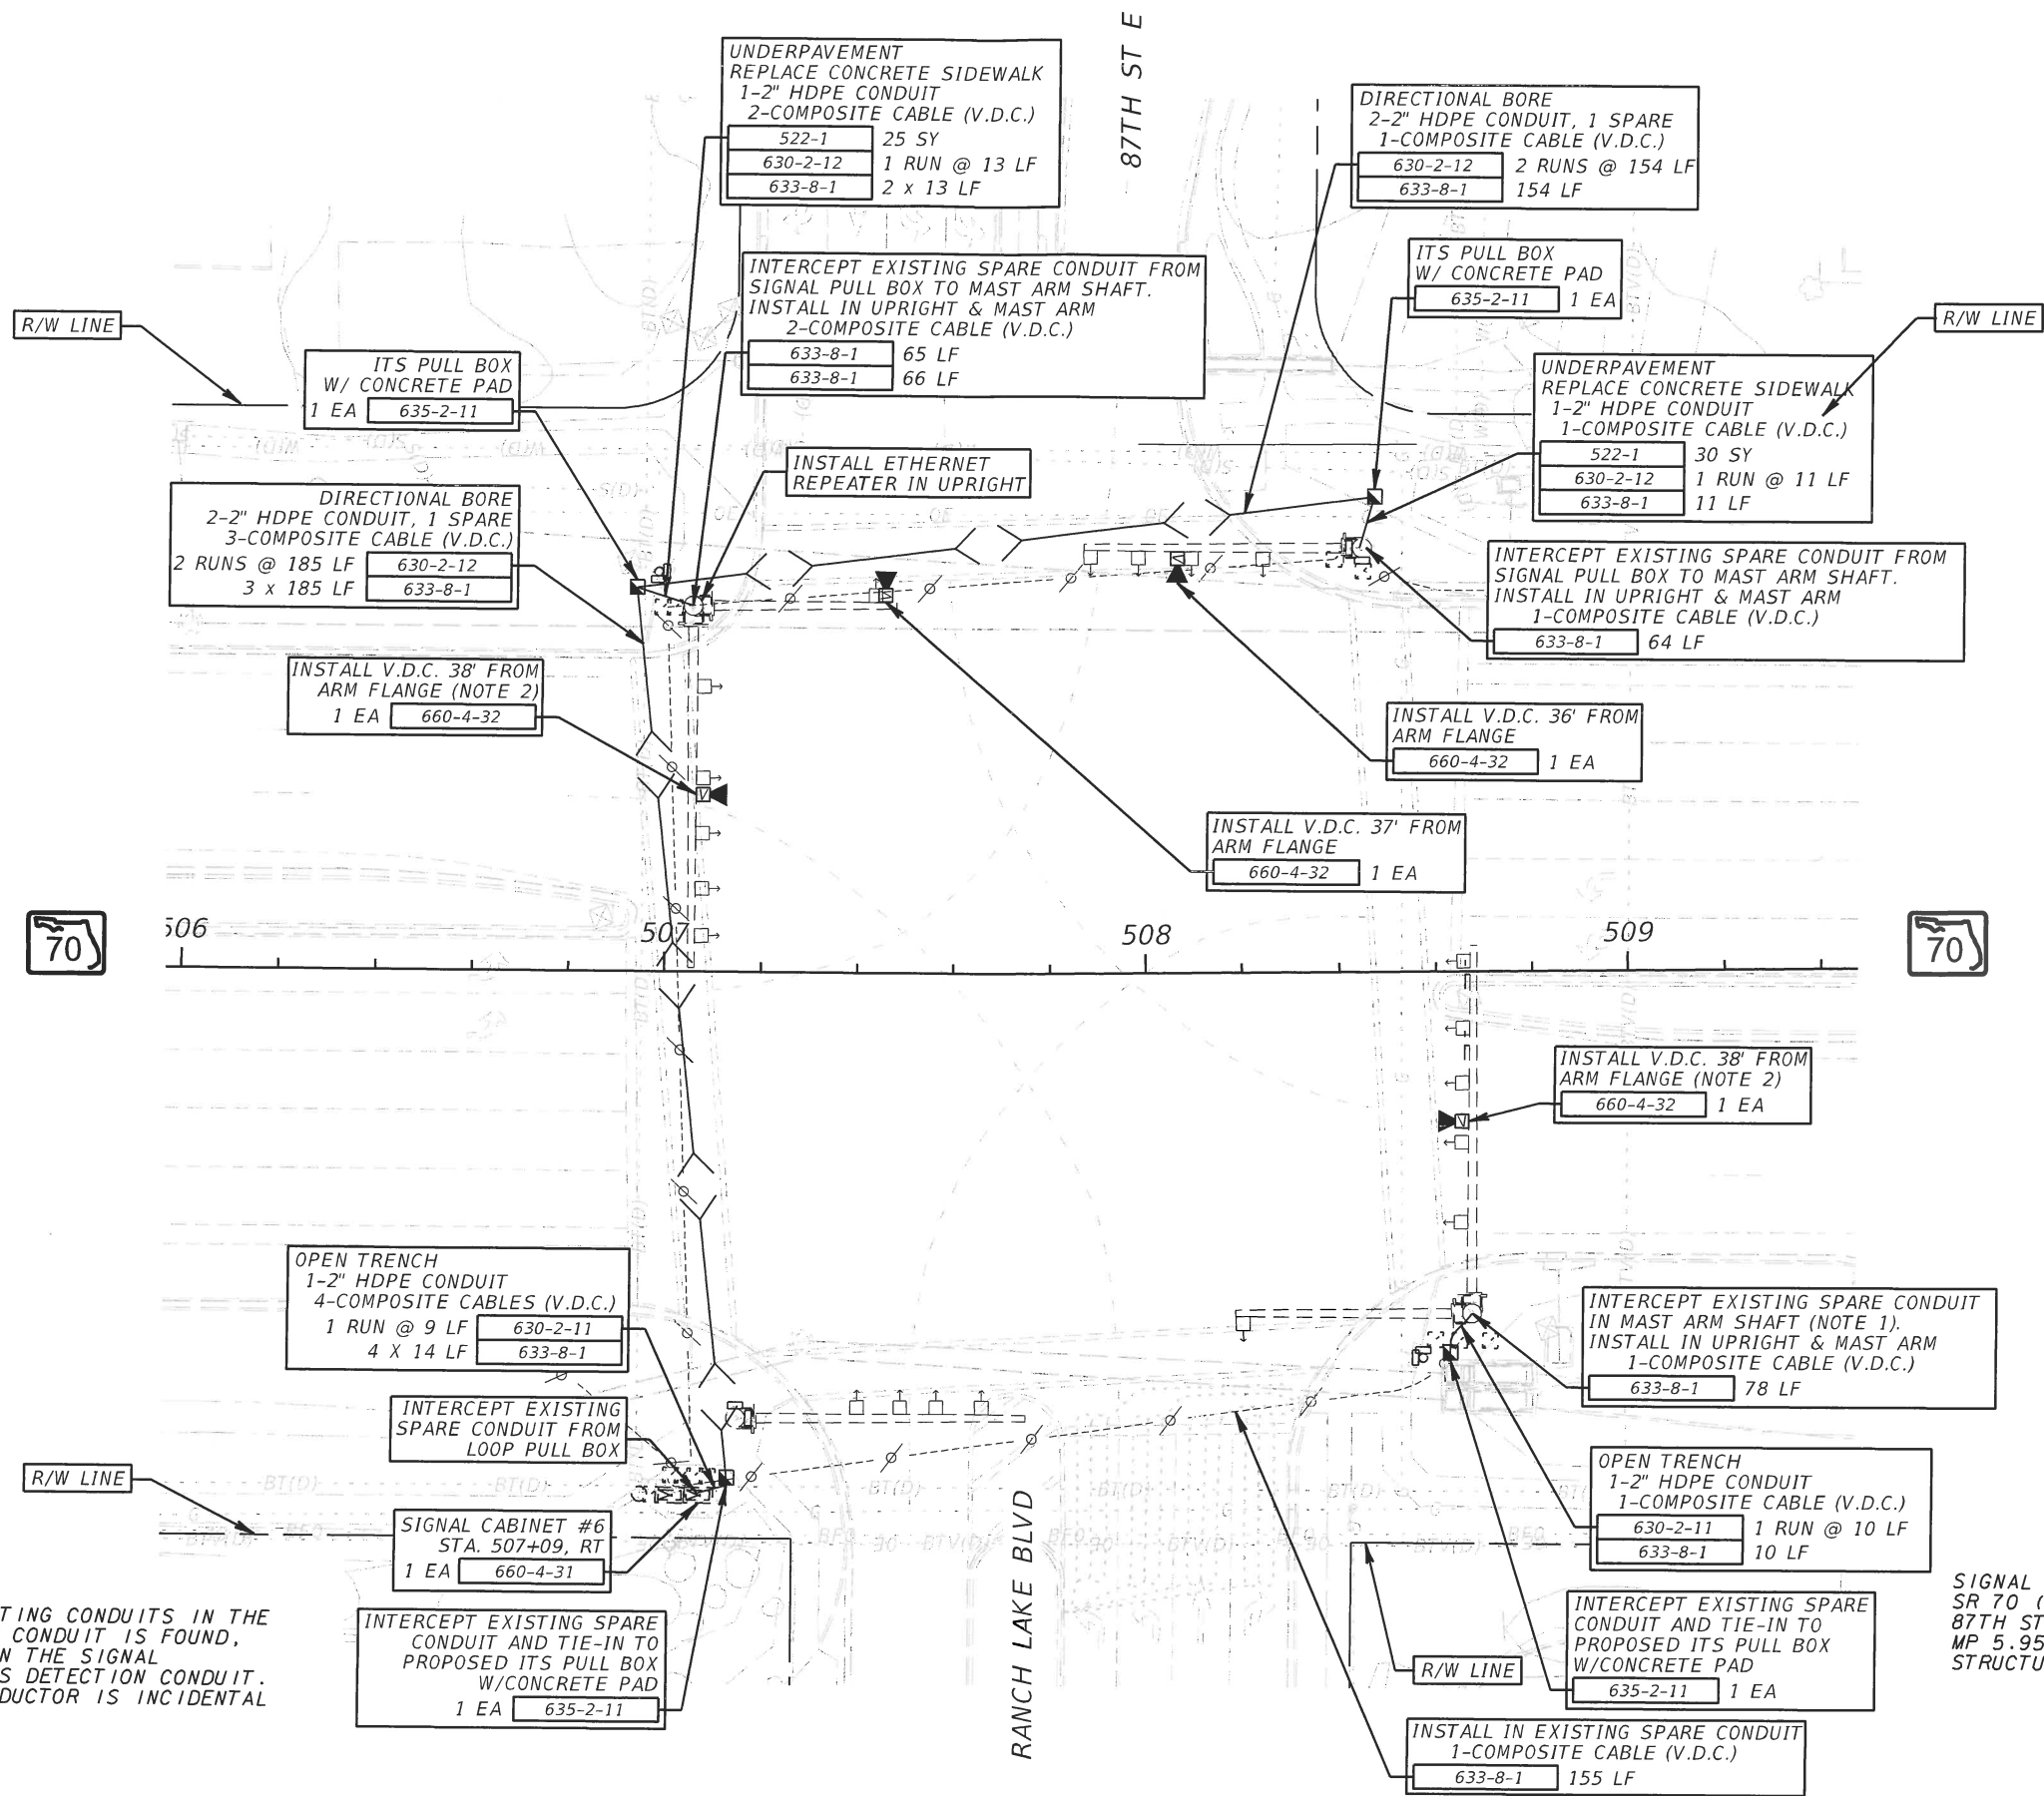 UNDERPAVEMENT
REPLACE CONCRETE SIDEWALK
1-2" HDPE CONDUIT
2-COMPOSITE CABLE (V.D.C.)
522-1 25 SY
630-2-12 1 RUN @ 13 LF
633-8-1 2 x 13 LF
87TH ST E
DIRECTIONAL BORE
2-2" HDPE CONDUIT, 1 SPARE
1-COMPOSITE CABLE (V.D.C.)
630-2-12 2 RUNS @ 154 LF
633-8-1 154 LF
INTERCEPT EXISTING SPARE CONDUIT FROM
SIGNAL PULL BOX TO MAST ARM SHAFT.
INSTALL IN UPRIGHT & MAST ARM
2-COMPOSITE CABLE (V.D.C.)
633-8-1 65 LF
633-8-1 66 LF
ITS PULL BOX
W/ CONCRETE PAD
635-2-11 1 EA
R/W LINE
R/W LINE
ITS PULL BOX
W/ CONCRETE PAD
1 EA 635-2-11
UNDERPAVEMENT
REPLACE CONCRETE SIDEWALK
1-2" HDPE CONDUIT
1-COMPOSITE CABLE (V.D.C.)
522-1 30 SY
630-2-12 1 RUN @ 11 LF
633-8-1 11 LF
INSTALL ETHERNET
REPEATER IN UPRIGHT
DIRECTIONAL BORE
2-2" HDPE CONDUIT, 1 SPARE
3-COMPOSITE CABLE (V.D.C.)
2 RUNS @ 185 LF 630-2-12
3 x 185 LF 633-8-1
INTERCEPT EXISTING SPARE CONDUIT FROM
SIGNAL PULL BOX TO MAST ARM SHAFT.
INSTALL IN UPRIGHT & MAST ARM
1-COMPOSITE CABLE (V.D.C.)
633-8-1 64 LF
INSTALL V.D.C. 38' FROM
ARM FLANGE (NOTE 2)
1 EA 660-4-32
INSTALL V.D.C. 36' FROM
ARM FLANGE
660-4-32 1 EA
INSTALL V.D.C. 37' FROM
ARM FLANGE
660-4-32 1 EA
70
506
507
508
509
70
INSTALL V.D.C. 38' FROM
ARM FLANGE (NOTE 2)
660-4-32 1 EA
OPEN TRENCH
1-2" HDPE CONDUIT
4-COMPOSITE CABLES (V.D.C.)
1 RUN @ 9 LF 630-2-11
4 X 14 LF 633-8-1
INTERCEPT EXISTING SPARE CONDUIT
IN MAST ARM SHAFT (NOTE 1).
INSTALL IN UPRIGHT & MAST ARM
1-COMPOSITE CABLE (V.D.C.)
633-8-1 78 LF
INTERCEPT EXISTING
SPARE CONDUIT FROM
LOOP PULL BOX
R/W LINE
OPEN TRENCH
1-2" HDPE CONDUIT
1-COMPOSITE CABLE (V.D.C.)
630-2-11 1 RUN @ 10 LF
633-8-1 10 LF
SIGNAL CABINET #6
STA. 507+09, RT
1 EA 660-4-31
RANCH LAKE BLVD
INTERCEPT EXISTING SPARE
CONDUIT AND TIE-IN TO
PROPOSED ITS PULL BOX
W/CONCRETE PAD
1 EA 635-2-11
INTERCEPT EXISTING SPARE
CONDUIT AND TIE-IN TO
PROPOSED ITS PULL BOX
W/CONCRETE PAD
635-2-11 1 EA
R/W LINE
INSTALL IN EXISTING SPARE CONDUIT
1-COMPOSITE CABLE (V.D.C.)
633-8-1 155 LF
TING CONDUITS IN THE
CONDUIT IS FOUND,
N THE SIGNAL
S DETECTION CONDUIT.
DUCTOR IS INCIDENTAL
SIGNAL
SR 70 (
87TH ST
MP 5.95
STRUCTU